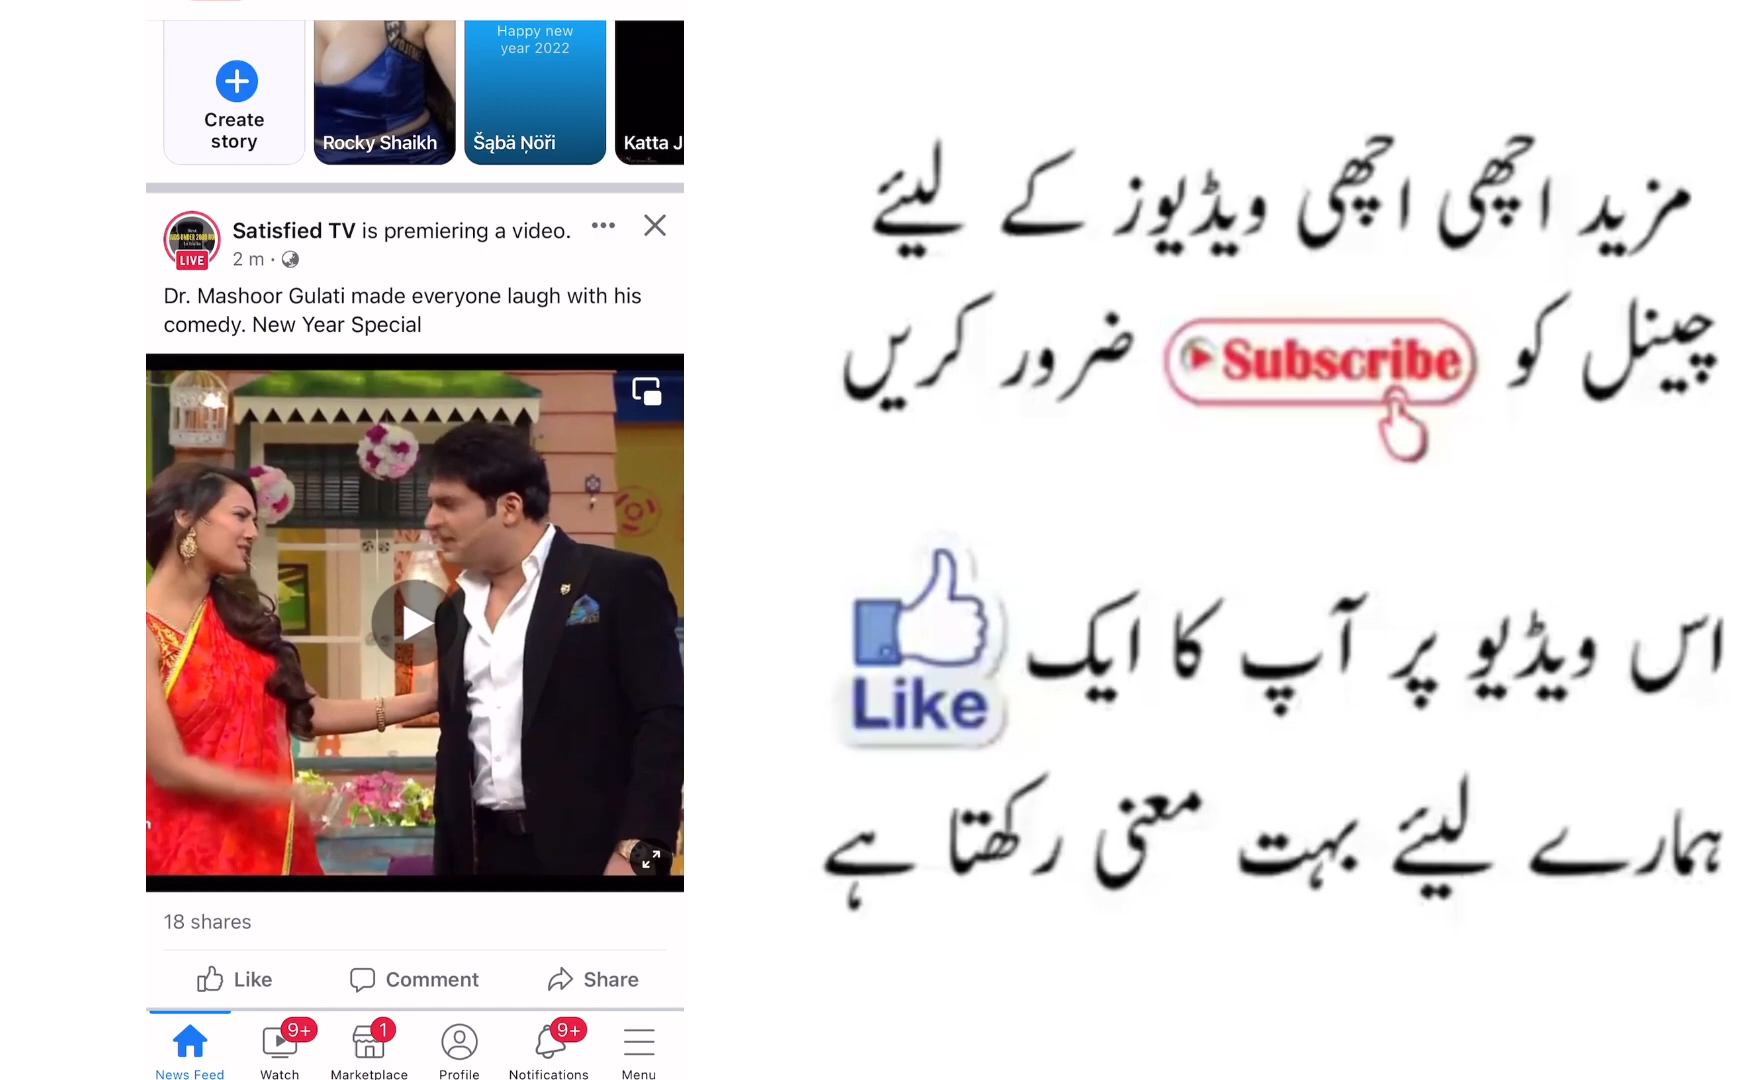 Happy new
year 2022
Create
story
Rocky Shaikh
Šąbä Ņöři
Katta J
Satisfied TV is premiering a video.
LIVE
2 m ·
Dr. Mashoor Gulati made everyone laugh with his
comedy. New Year Special
18 shares
Like
Comment
Share
9+
1
9+
News Feed
Watch
Marketplace
Profile
Notifications
Menu
مزید اچھی اچھی ویڈیوز کے لیئے
چینل کو Subscribe ضرور کریں
اس ویڈیو پر آپ کا ایک Like
ہمارے لیئے بہت معنی رکھتا ہے